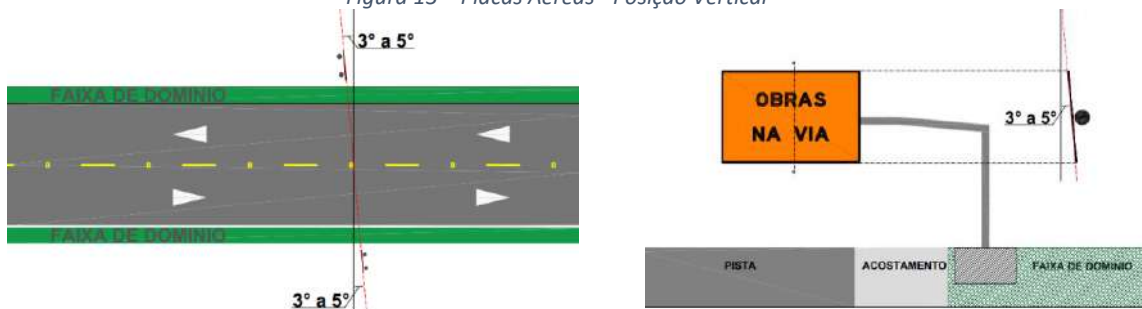 Figura 15 - Placas Aéreas - Posição Vertical
3° a 5°
FAIXA DE DOMINIO
FAIXA DE DOMINIO
3° a 5°
OBRAS
NA VIA
3° a 5°
PISTA
ACOSTAMENTO
FAIXA DE DOMINIO